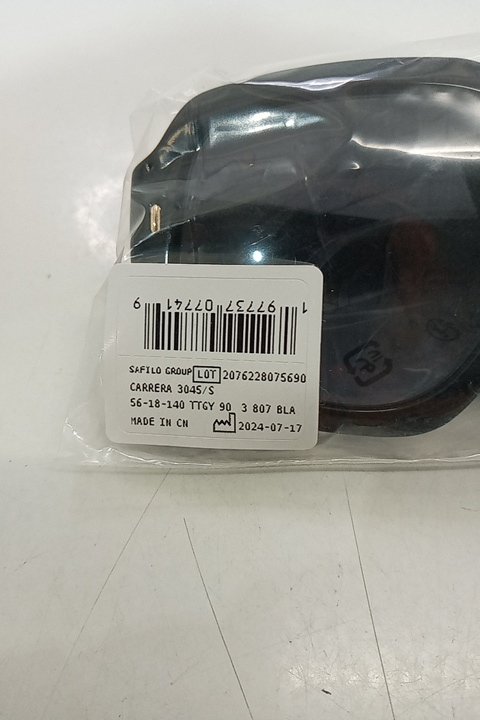 1 97737 07741 9
SAFILO GROUP LOT 2076228075690
CARRERA 3045/S
56-18-140 TTGY 90 3 807 BLA
MADE IN CN 2024-07-17